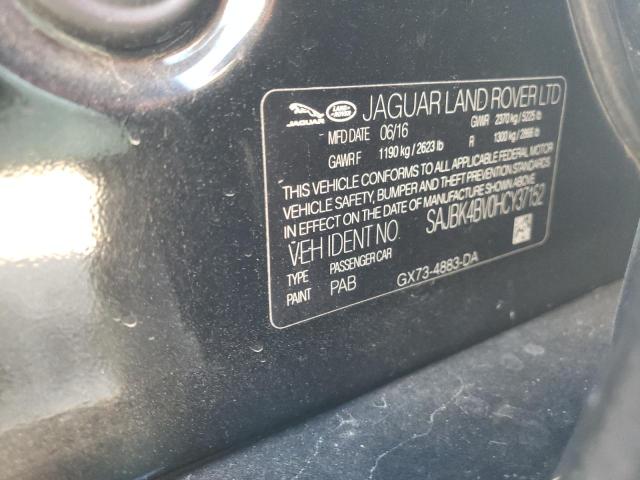 JAGUAR LAND ROVER JAGUAR LAND ROVER LTD
MFD DATE 06/16 GVWR 2370 kg / 5225 lb
GAWR F 1190 kg / 2623 lb R 1300 kg / 2866 lb
THIS VEHICLE CONFORMS TO ALL APPLICABLE FEDERAL MOTOR
VEHICLE SAFETY, BUMPER AND THEFT PREVENTION STANDARDS
IN EFFECT ON THE DATE OF MANUFACTURE SHOWN ABOVE
VEH IDENT NO. SAJBK4BV0HCY37152
TYPE PASSENGER CAR
PAINT PAB GX73-4883-DA